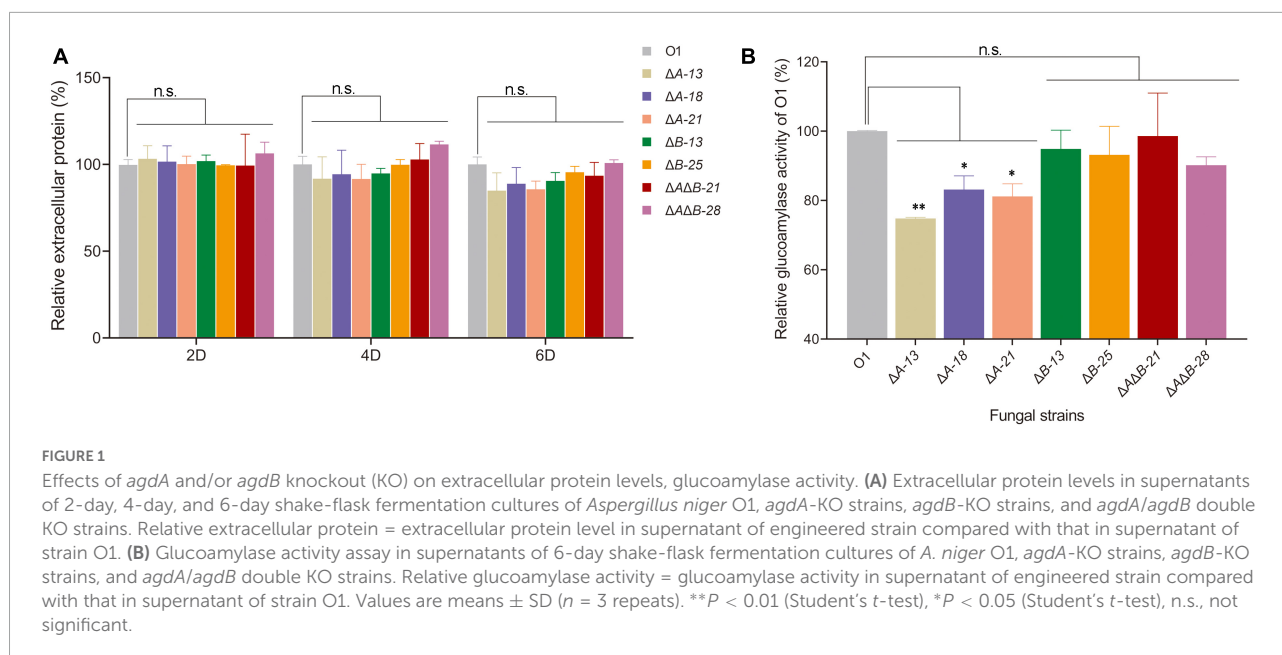 A
Relative extracellular protein (%)
150
100
50
0
n.s.
n.s.
n.s.
2D
4D
6D
O1
ΔA-13
ΔA-18
ΔA-21
ΔB-13
ΔB-25
ΔAΔB-21
ΔAΔB-28
B
Relative glucoamylase activity of O1 (%)
120
100
80
60
40
n.s.
**
*
*
O1
ΔA-13
ΔA-18
ΔA-21
ΔB-13
ΔB-25
ΔAΔB-21
ΔAΔB-28
Fungal strains
FIGURE 1
Effects of agdA and/or agdB knockout (KO) on extracellular protein levels, glucoamylase activity. (A) Extracellular protein levels in supernatants
of 2-day, 4-day, and 6-day shake-flask fermentation cultures of Aspergillus niger O1, agdA-KO strains, agdB-KO strains, and agdA/agdB double
KO strains. Relative extracellular protein = extracellular protein level in supernatant of engineered strain compared with that in supernatant of
strain O1. (B) Glucoamylase activity assay in supernatants of 6-day shake-flask fermentation cultures of A. niger O1, agdA-KO strains, agdB-KO
strains, and agdA/agdB double KO strains. Relative glucoamylase activity = glucoamylase activity in supernatant of engineered strain compared
with that in supernatant of strain O1. Values are means ± SD (n = 3 repeats). **P < 0.01 (Student's t-test), *P < 0.05 (Student's t-test), n.s., not
significant.